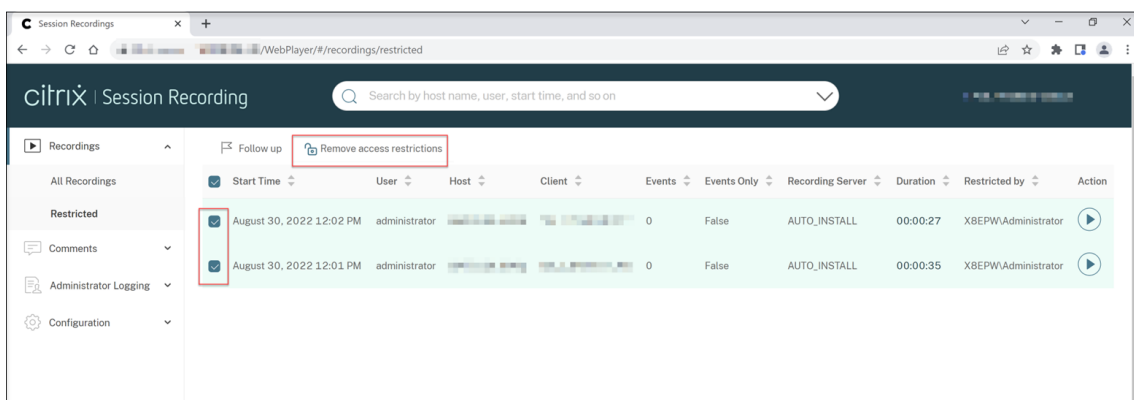 Session Recordings
/WebPlayer/#/recordings/restricted
citrix | Session Recording
Search by host name, user, start time, and so on
Recordings
Follow up
Remove access restrictions
All Recordings
Start Time User Host Client Events Events Only Recording Server Duration Restricted by Action
Restricted
August 30, 2022 12:02 PM administrator 0 False AUTO_INSTALL 00:00:27 X8EPW\Administrator
Comments
August 30, 2022 12:01 PM administrator 0 False AUTO_INSTALL 00:00:35 X8EPW\Administrator
Administrator Logging
Configuration